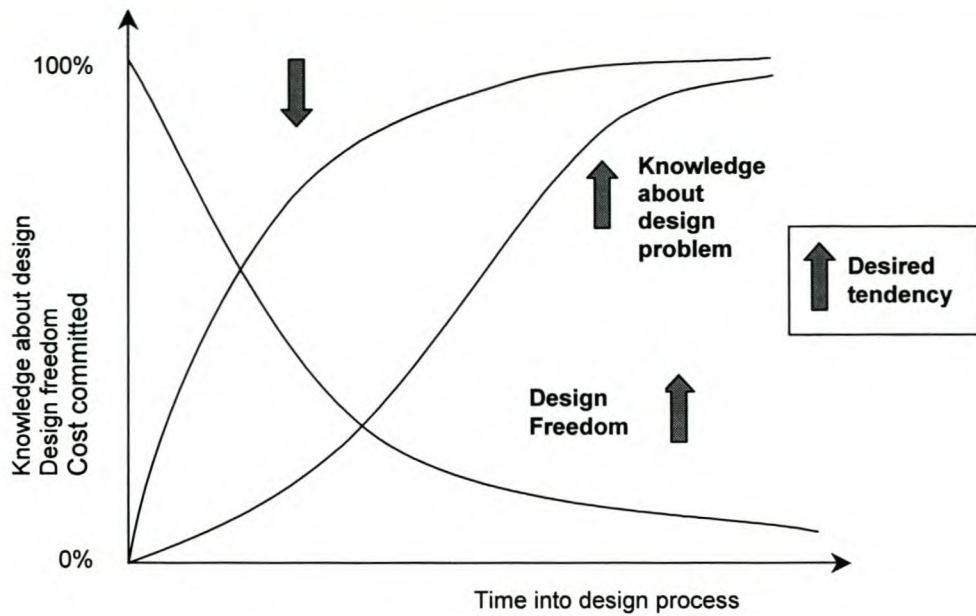 100%
Knowledge
about
design
problem
Desired
tendency
Design
Freedom
Knowledge about design
Design freedom
Cost committed
0%
Time into design process